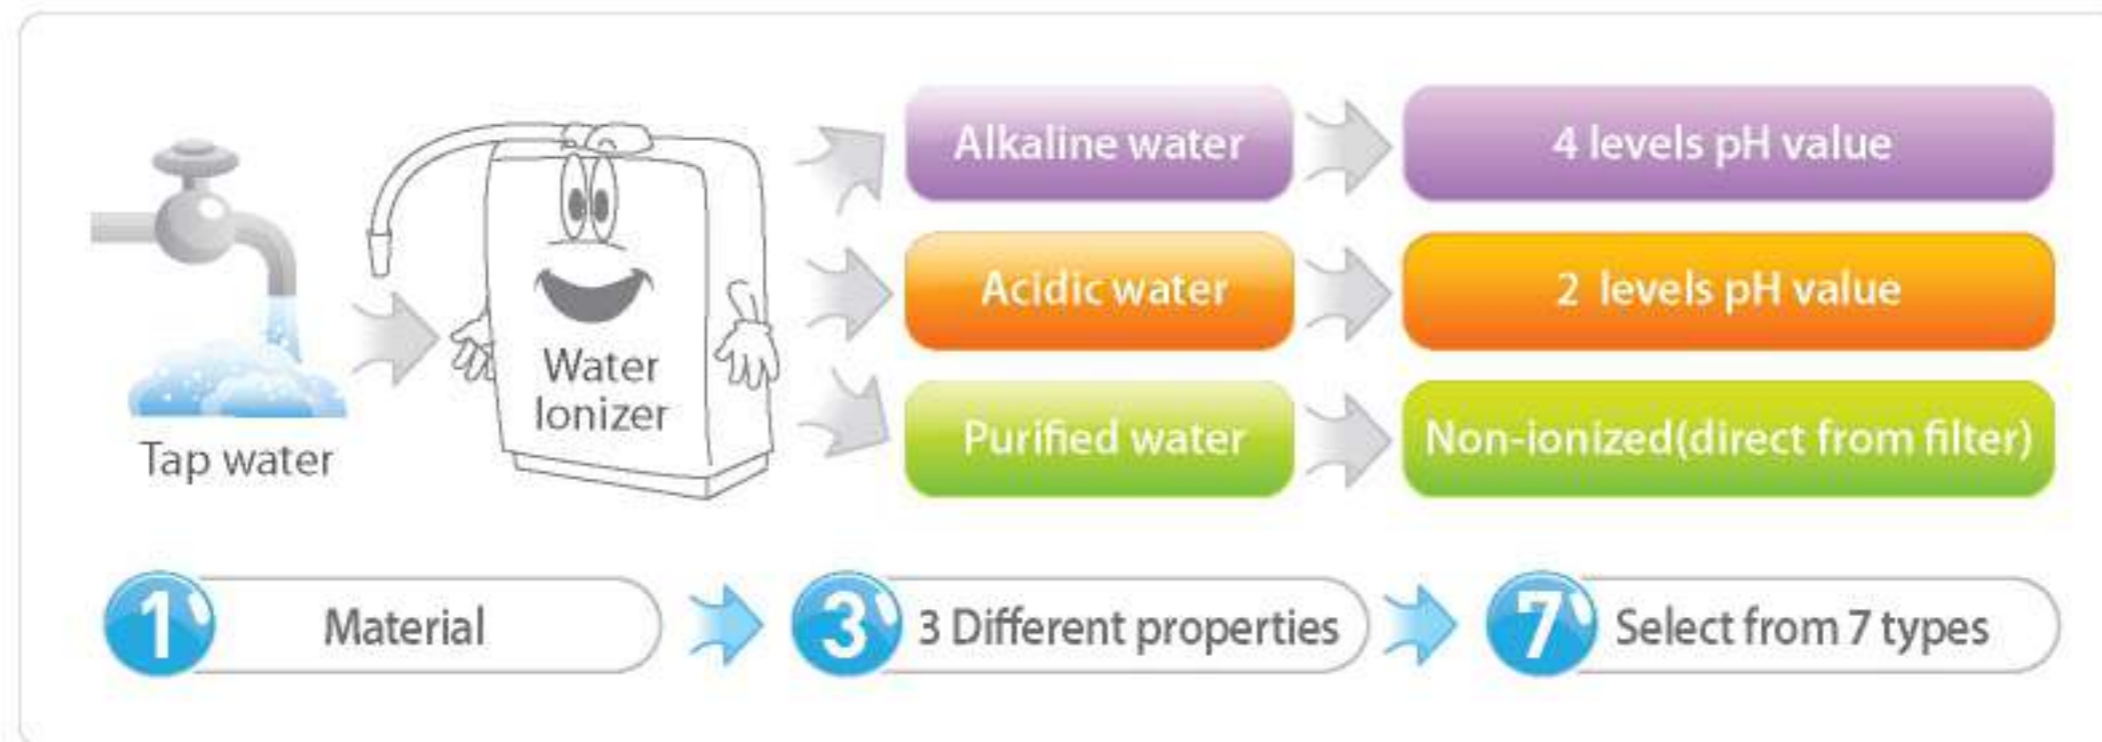 Alkaline water
4 levels pH value
Acidic water
2 levels pH value
Water
Ionizer
Purified water
Non-ionized(direct from filter)
Tap water
1
Material
3
3 Different properties
7
Select from 7 types